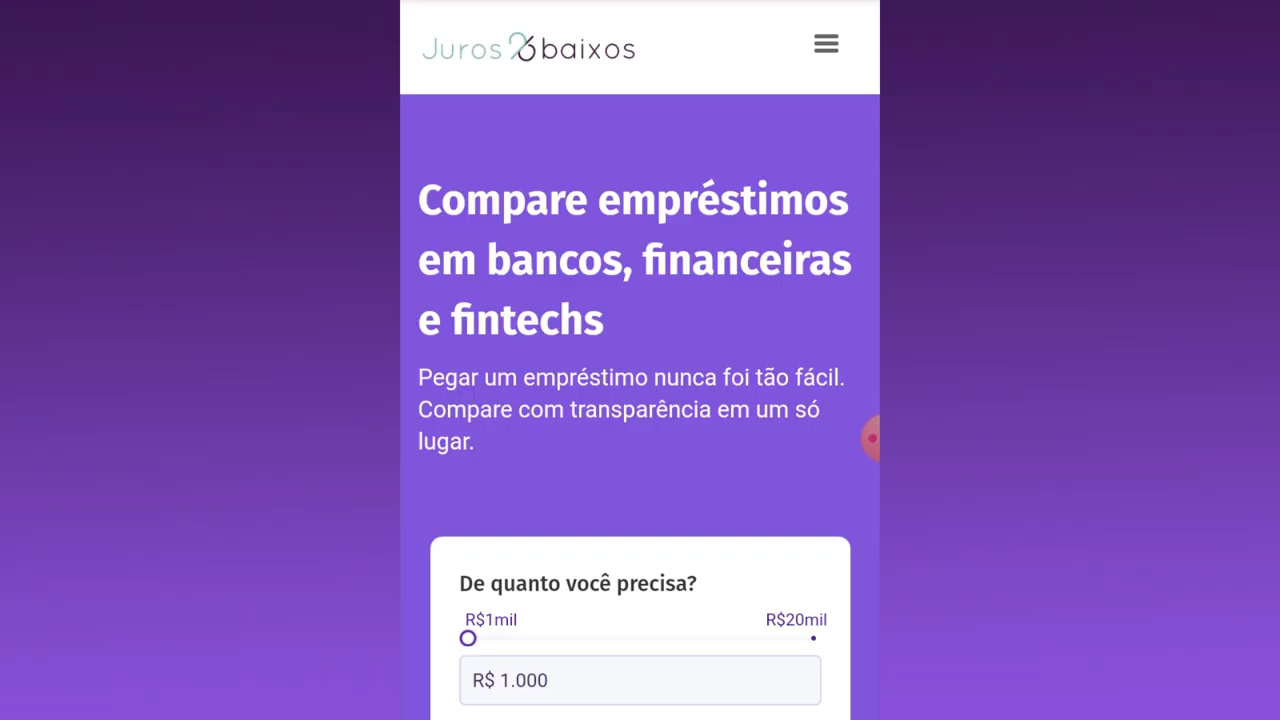 Juros baixos
Compare empréstimos
em bancos, financeiras
e fintechs
Pegar um empréstimo nunca foi tão fácil.
Compare com transparência em um só
lugar.
De quanto você precisa?
R$1mil R$20mil
R$ 1.000